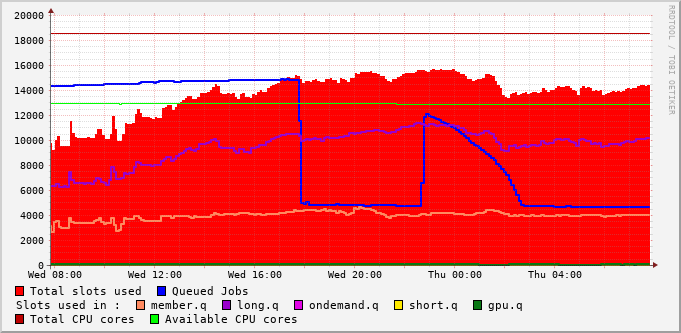 20000
18000
16000
14000
12000
10000
8000
6000
4000
2000
0
Wed 08:00 Wed 12:00 Wed 16:00 Wed 20:00 Thu 00:00 Thu 04:00
Total slots used Queued Jobs
Slots used in : member.q long.q ondemand.q short.q gpu.q
Total CPU cores Available CPU cores
RRDTOOL / TOBI OETIKER